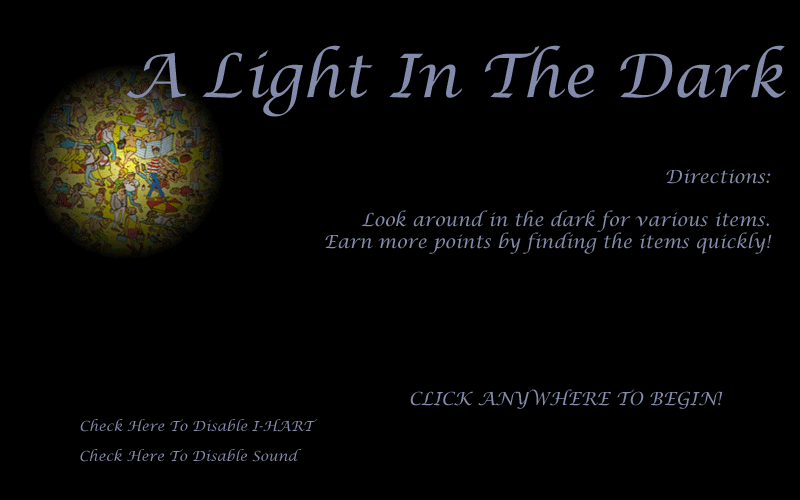 A Light In The Dark
Directions:
Look around in the dark for various items.
Earn more points by finding the items quickly!
CLICK ANYWHERE TO BEGIN!
Check Here To Disable I-HART
Check Here To Disable Sound